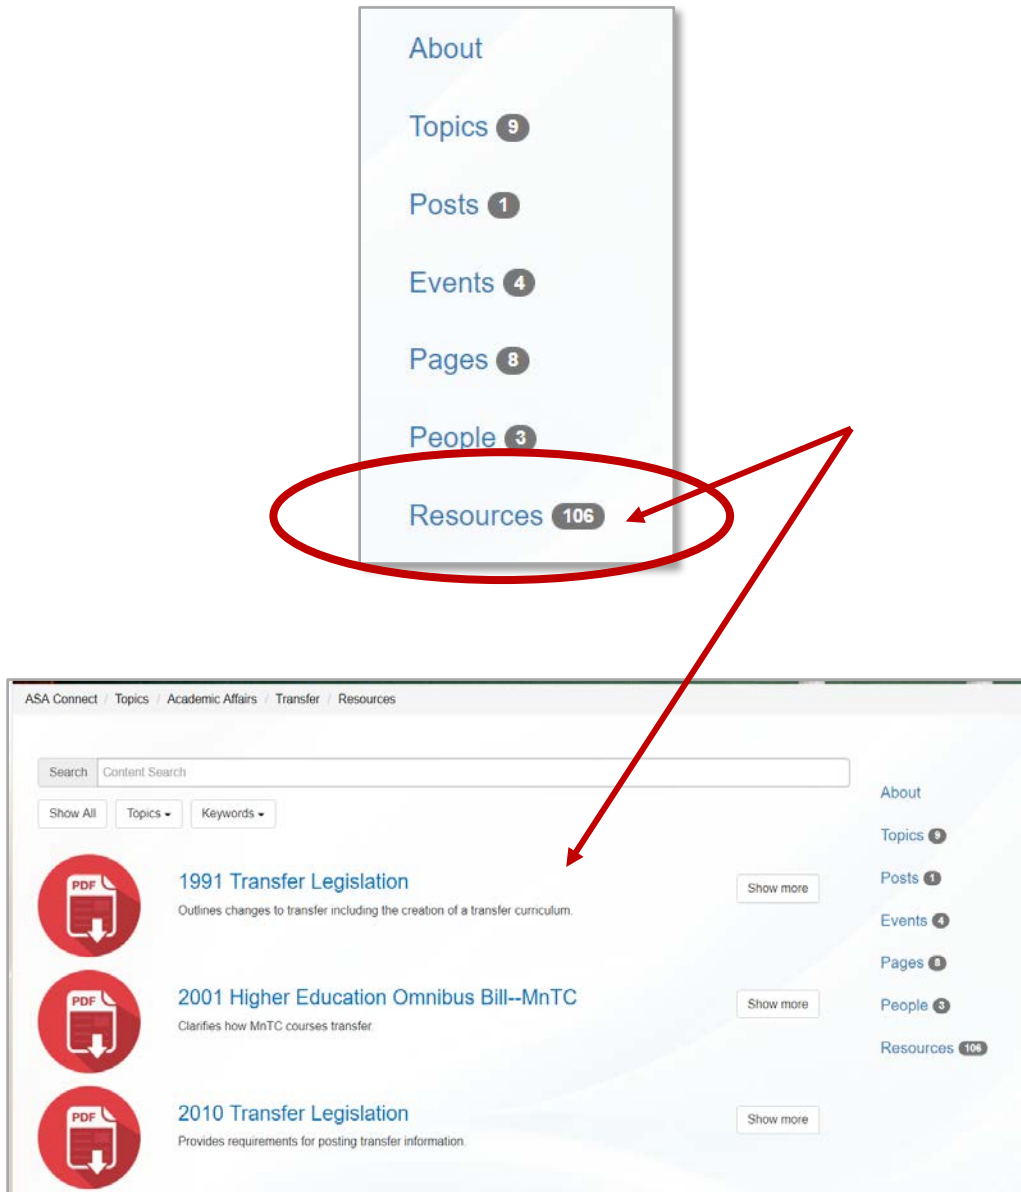 About
Topics 9
Posts 1
Events 4
Pages 8
People 3
Resources 106
ASA Connect / Topics / Academic Affairs / Transfer / Resources
Search Content Search
Show All Topics Keywords
PDF
1991 Transfer Legislation
Outlines changes to transfer including the creation of a transfer curriculum.
Show more
PDF
2001 Higher Education Omnibus Bill--MnTC
Clarifies how MnTC courses transfer.
Show more
PDF
2010 Transfer Legislation
Provides requirements for posting transfer information.
Show more
About
Topics 9
Posts 1
Events 4
Pages 8
People 3
Resources 106